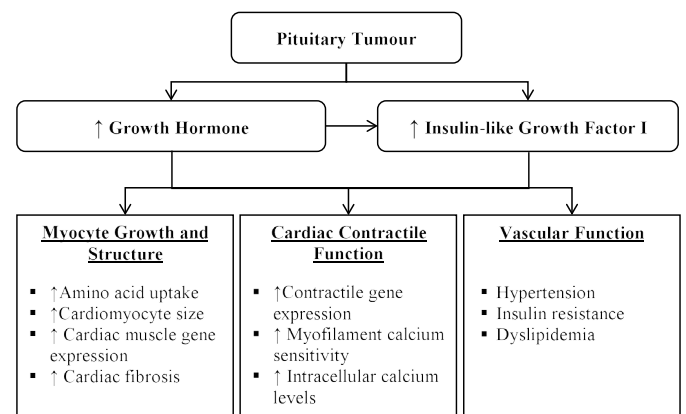 Pituitary Tumour
↑ Growth Hormone
↑ Insulin-like Growth Factor I
Myocyte Growth and
Structure
▪ ↑Amino acid uptake
▪ ↑Cardiomyocyte size
▪ ↑ Cardiac muscle gene
expression
▪ ↑ Cardiac fibrosis
Cardiac Contractile
Function
▪ ↑Contractile gene
expression
▪ ↑ Myofilament calcium
sensitivity
▪ ↑ Intracellular calcium
levels
Vascular Function
▪ Hypertension
▪ Insulin resistance
▪ Dyslipidemia